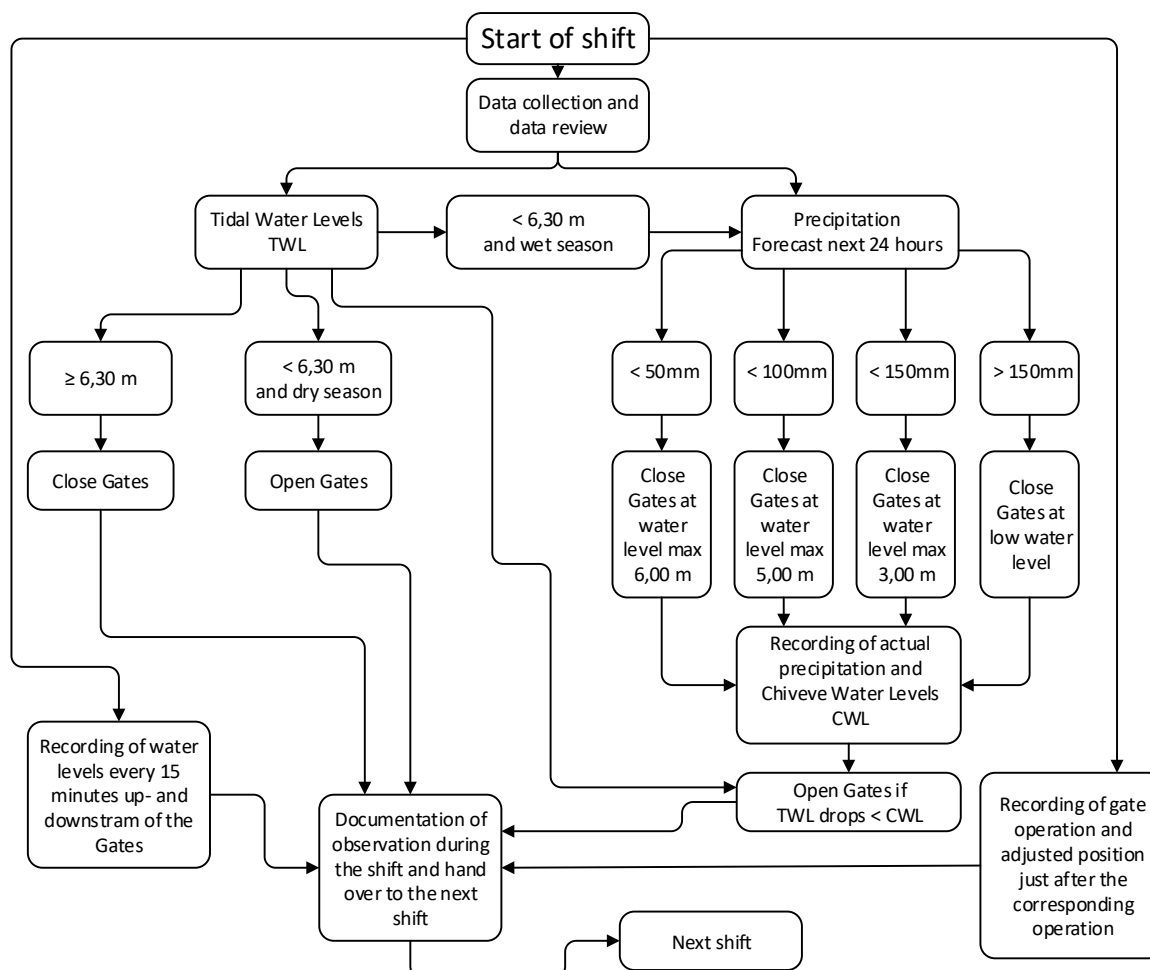 Start of shift
Data collection and
data review
Tidal Water Levels
TWL
< 6,30 m
and wet season
Precipitation
Forecast next 24 hours
≥ 6,30 m
< 6,30 m
and dry season
< 50mm
< 100mm
< 150mm
> 150mm
Close Gates
Open Gates
Close
Gates at
water
level max
6,00 m
Close
Gates at
water
level max
5,00 m
Close
Gates at
water
level max
3,00 m
Close
Gates at
low water
level
Recording of actual
precipitation and
Chiveve Water Levels
CWL
Recording of water
levels every 15
minutes up- and
downstram of the
Gates
Open Gates if
TWL drops < CWL
Recording of gate
operation and
adjusted position
just after the
corresponding
operation
Documentation of
observation during
the shift and hand
over to the next
shift
Next shift